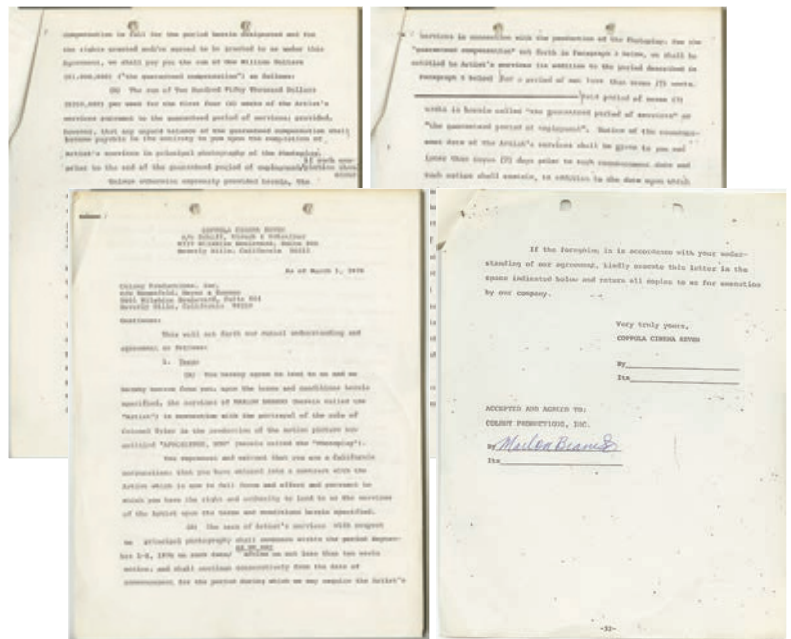 compensation in full for the period herein designated and for
the rights granted and/or agreed to be granted to us under this
Agreement, we shall pay you the sum of One Million Dollars
($1,000,000) ("the guaranteed compensation") as follows:
(A) The sum of Two Hundred Fifty Thousand Dollars
($250,000) per week for the first four (4) weeks of the Artist's
services pursuant to the guaranteed period of services; provided,
however, that any unpaid balance of the guaranteed compensation shall
become payable in its entirety to you upon the completion of
Artist's services in principal photography of the Photoplay
prior to the end of the guaranteed period of employment
Unless otherwise expressly provided herein, the
services in connection with the production of the Photoplay. For the
"guaranteed compensation" set forth in Paragraph below, we shall be
entitled to Artist's services (in addition to the period described in
Paragraph below) for a period of not less than seven (7) weeks.
Said period of seven (7)
weeks is herein called "the guaranteed period of services" or
"the guaranteed period of employment". Notice of the commence-
ment date of the Artist's services shall be given to you not
later than seven (7) days prior to such commencement date and
such notice shall contain, in addition to the date upon which
COPPOLA CINEMA SEVEN
Wilshire Boulevard, Suite
Beverly Hills, California
As of March 1, 1976
Colony Productions, Inc.
Wilshire Boulevard, Suite
Beverly Hills, California
Gentlemen:
This will set forth our mutual understanding and
agreement as follows:
1. Term:
(A) You hereby agree to lend to us and we
hereby borrow from you, upon the terms and conditions herein
specified, the services of MARLON BRANDO (herein called the
"Artist") in connection with the portrayal of the role of
Colonel in the production of the motion picture now
entitled "APOCALYPSE, NOW" (herein called the "Photoplay").
You represent and warrant that you are a California
corporation; that you have entered into a contract with the
Artist which is now in full force and effect and pursuant to
which you have the right and authority to lend to us the services
of the Artist upon the terms and conditions herein specified.
(B) The term of Artist's services with respect
to principal photography shall commence within the period Septem-
ber 1976 on such date advise on not less than ten weeks
notice; and shall continue consecutively from the date of
commencement for the period during which we may require the Artist's
If the foregoing is in accordance with your under-
standing of our agreement, kindly execute this letter in the
space indicated below and return all copies to us for execution
by our company.
Very truly yours,
COPPOLA CINEMA SEVEN
By
Its
ACCEPTED AND AGREED TO:
COLONY PRODUCTIONS, INC.
By Marlon Brando
Its
-32-